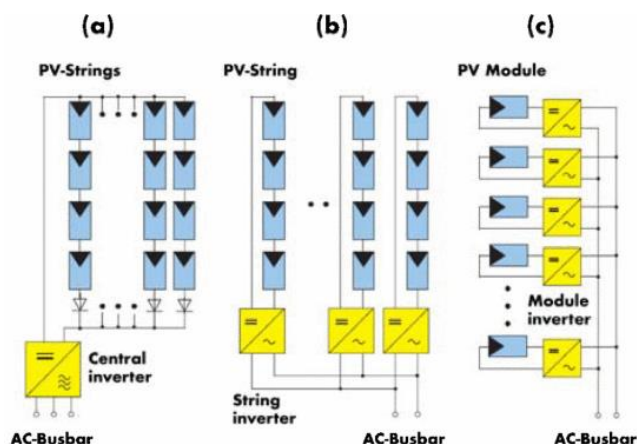 (a)
(b)
(c)
PV-Strings
PV-String
PV Module
Central
inverter
String
inverter
Module
inverter
AC-Busbar
AC-Busbar
AC-Busbar